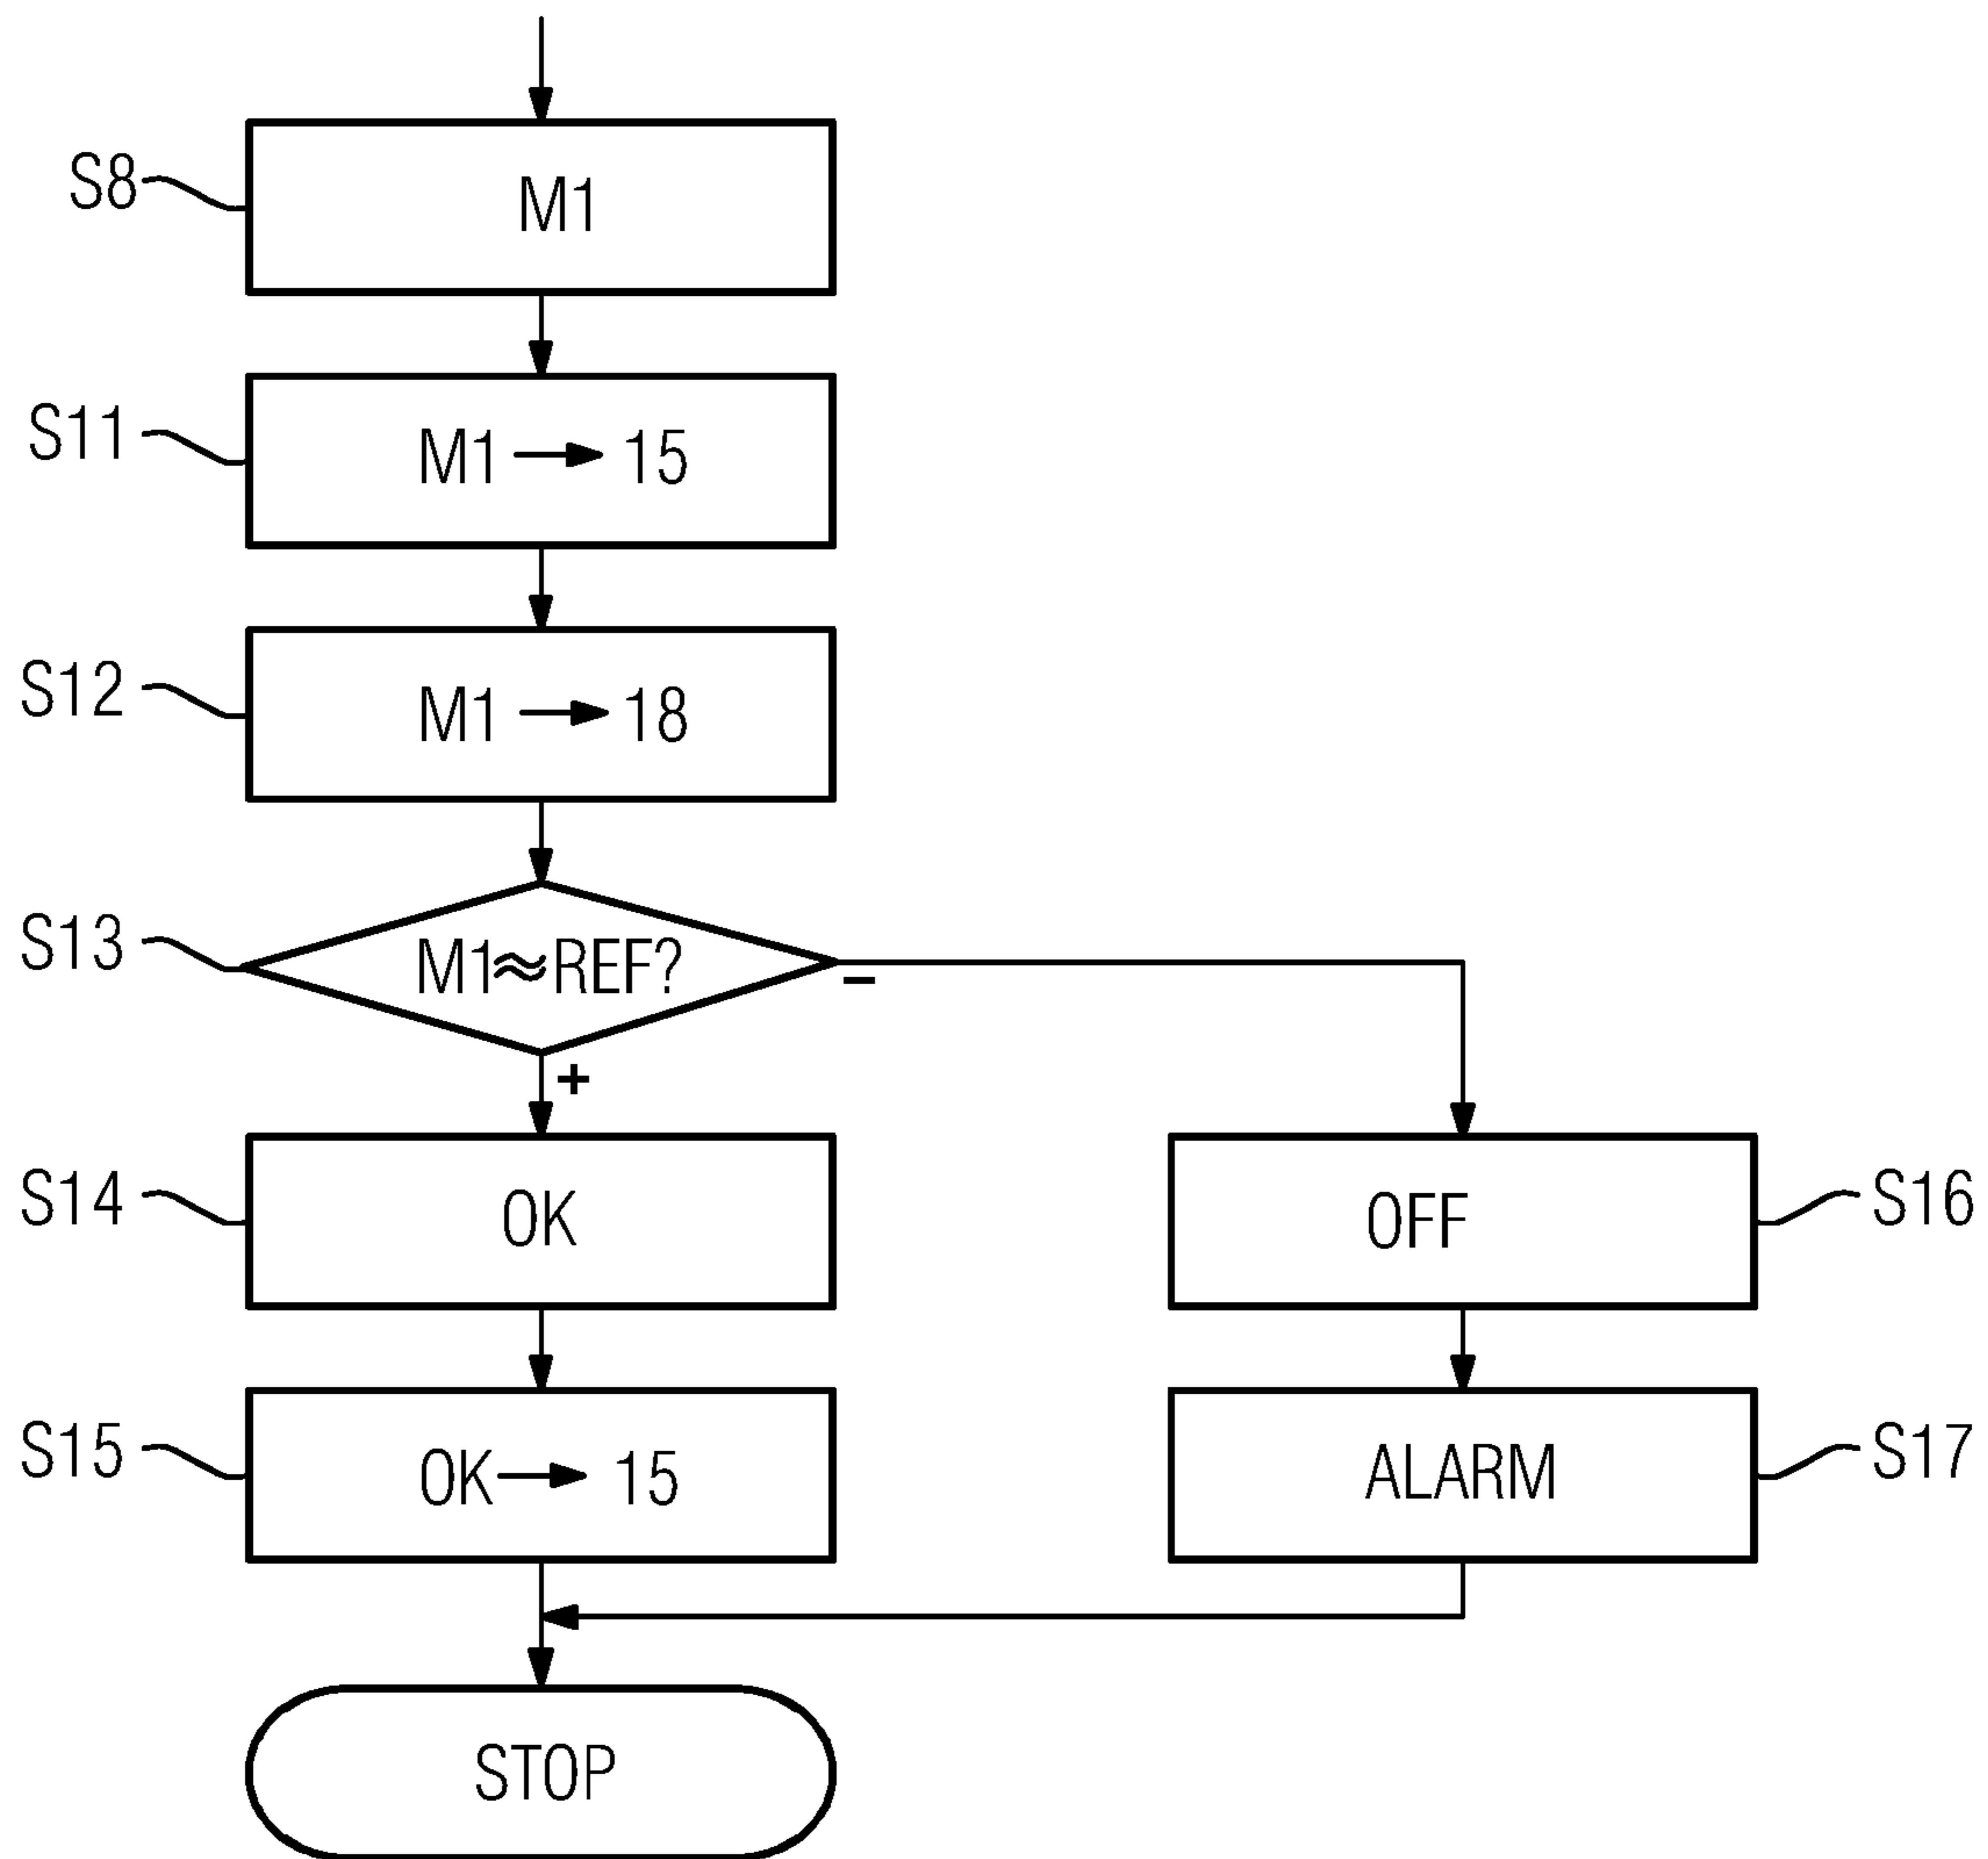 S8
M1
S11
M1 → 15
S12
M1 → 18
S13
M1≈REF?
−
+
S14
OK
OFF
S16
S15
OK → 15
ALARM
S17
STOP